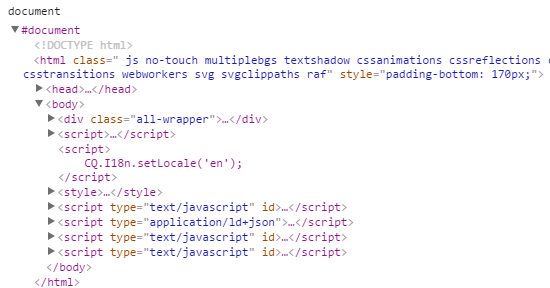 document
#document
<!DOCTYPE html>
<html class=" js no-touch multiplebgs textshadow cssanimations cssreflections
csstransitions webworkers svg svgclippaths raf" style="padding-bottom: 170px;">
<head>…</head>
<body>
<div class="all-wrapper">…</div>
<script>…</script>
<script>
CQ.I18n.setLocale('en');
</script>
<style>…</style>
<script type="text/javascript" id>…</script>
<script type="application/ld+json">…</script>
<script type="text/javascript" id>…</script>
<script type="text/javascript" id>…</script>
</body>
</html>